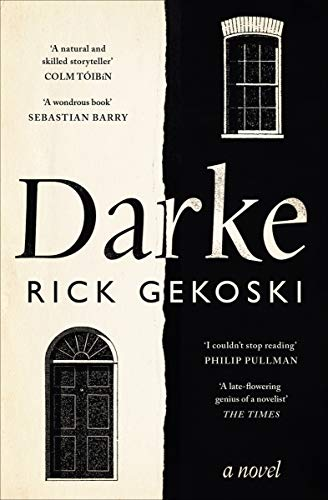 ‘A natural and
skilled storyteller’
COLM TÓIBÍN
‘A wondrous book’
SEBASTIAN BARRY
Darke
RICK GEKOSKI
‘I couldn’t stop reading’
PHILIP PULLMAN
‘A late-flowering
genius of a novelist’
THE TIMES
a novel